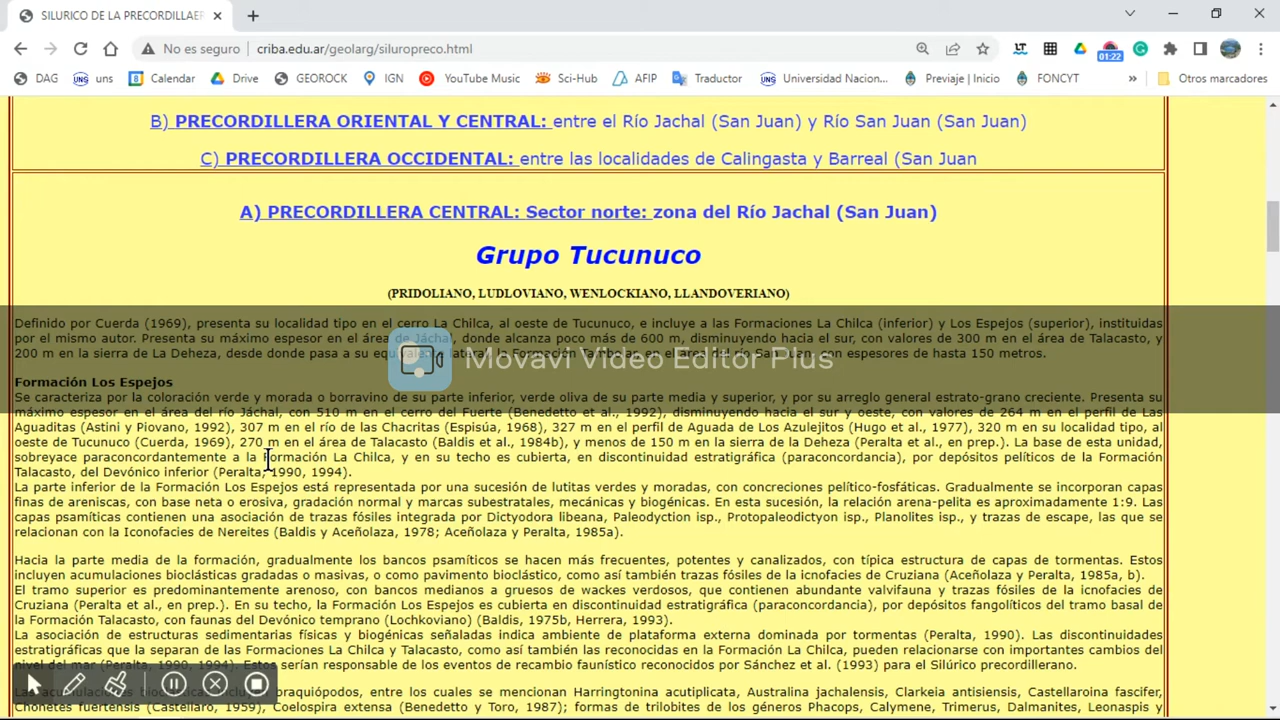 SILURICO DE LA PRECORDILLAER
No es seguro
criba.edu.ar/geolarg/siluropreco.html
01:22
DAG
uns
Calendar
Drive
GEOROCK
IGN
YouTube Music
Sci-Hub
AFIP
Traductor
Universidad Nacion...
Previaje | Inicio
FONCYT
»
Otros marcadores
B) PRECORDILLERA ORIENTAL Y CENTRAL: entre el Río Jachal (San Juan) y Río San Juan (San Juan)
C) PRECORDILLERA OCCIDENTAL: entre las localidades de Calingasta y Barreal (San Juan
A) PRECORDILLERA CENTRAL: Sector norte: zona del Río Jachal (San Juan)
Grupo Tucunuco
(PRIDOLIANO, LUDLOVIANO, WENLOCKIANO, LLANDOVERIANO)
Definido por Cuerda (1969), presenta su localidad tipo en el cerro La Chilca, al oeste de Tucunuco, e incluye a las Formaciones La Chilca (inferior) y Los Espejos (superior), instituidas
por el mismo autor. Presenta su máximo espesor en el área de Jáchal, donde alcanza poco más de 600 m, disminuyendo hacia el sur, con valores de 300 m en el área de Talacasto, y
200 m en la sierra de La Deheza, desde donde pasa a su equivalente lateral, la Formación Tambolar, en el área del río San Juan, con espesores de hasta 150 metros.
Movavi Video Editor Plus
Formación Los Espejos
Se caracteriza por la coloración verde y morada o borravino de su parte inferior, verde oliva de su parte media y superior, y por su arreglo general estrato-grano creciente. Presenta su
máximo espesor en el área del río Jáchal, con 510 m en el cerro del Fuerte (Benedetto et al., 1992), disminuyendo hacia el sur y oeste, con valores de 264 m en el perfil de Las
Aguaditas (Astini y Piovano, 1992), 307 m en el río de las Chacritas (Espisúa, 1968), 327 m en el perfil de Aguada de Los Azulejitos (Hugo et al., 1977), 320 m en su localidad tipo, al
oeste de Tucunuco (Cuerda, 1969), 270 m en el área de Talacasto (Baldis et al., 1984b), y menos de 150 m en la sierra de la Deheza (Peralta et al., en prep.). La base de esta unidad,
sobreyace paraconcordantemente a la Formación La Chilca, y en su techo es cubierta, en discontinuidad estratigráfica (paraconcordancia), por depósitos pelíticos de la Formación
Talacasto, del Devónico inferior (Peralta, 1990, 1994).
La parte inferior de la Formación Los Espejos está representada por una sucesión de lutitas verdes y moradas, con concreciones pelítico-fosfáticas. Gradualmente se incorporan capas
finas de areniscas, con base neta o erosiva, gradación normal y marcas subestratales, mecánicas y biogénicas. En esta sucesión, la relación arena-pelita es aproximadamente 1:9. Las
capas psamíticas contienen una asociación de trazas fósiles integrada por Dictyodora libeana, Paleodyction isp., Protopaleodictyon isp., Planolites isp., y trazas de escape, las que se
relacionan con la Iconofacies de Nereites (Baldis y Aceñolaza, 1978; Aceñolaza y Peralta, 1985a).
Hacia la parte media de la formación, gradualmente los bancos psamíticos se hacen más frecuentes, potentes y canalizados, con típica estructura de capas de tormentas. Estos
incluyen acumulaciones bioclásticas gradadas o masivas, o como pavimento bioclástico, como así también trazas fósiles de la icnofacies de Cruziana (Aceñolaza y Peralta, 1985a, b).
El tramo superior es predominantemente arenoso, con bancos medianos a gruesos de wackes verdosos, que contienen abundante valvifauna y trazas fósiles de la icnofacies de
Cruziana (Peralta et al., en prep.). En su techo, la Formación Los Espejos es cubierta en discontinuidad estratigráfica (paraconcordancia), por depósitos fangolíticos del tramo basal de
la Formación Talacasto, con faunas del Devónico temprano (Lochkoviano) (Baldis, 1975b, Herrera, 1993).
La asociación de estructuras sedimentarias físicas y biogénicas señaladas indica ambiente de plataforma externa dominada por tormentas (Peralta, 1990). Las discontinuidades
estratigráficas que la separan de las Formaciones La Chilca y Talacasto, como así también las reconocidas en la Formación La Chilca, pueden relacionarse con importantes cambios del
nivel del mar (Peralta, 1990, 1994). Estos serían responsable de los eventos de recambio faunístico reconocidos por Sánchez et al. (1993) para el Silúrico precordillerano.
Las acumulaciones braquiópodos, entre los cuales se mencionan Harringtonina acutiplicata, Australina jachalensis, Clarkeia antisiensis, Castellaroina fascifer,
Chonetes fuertensis (Castellaro, 1959), Coelospira extensa (Benedetto y Toro, 1987); formas de trilobites de los géneros Phacops, Calymene, Trimerus, Dalmanites, Leonaspis y